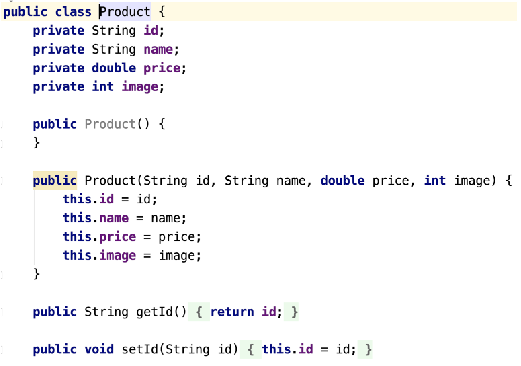 public class Product {
    private String id;
    private String name;
    private double price;
    private int image;

    public Product() {
    }

    public Product(String id, String name, double price, int image) {
        this.id = id;
        this.name = name;
        this.price = price;
        this.image = image;
    }

    public String getId() { return id; }

    public void setId(String id) { this.id = id; }